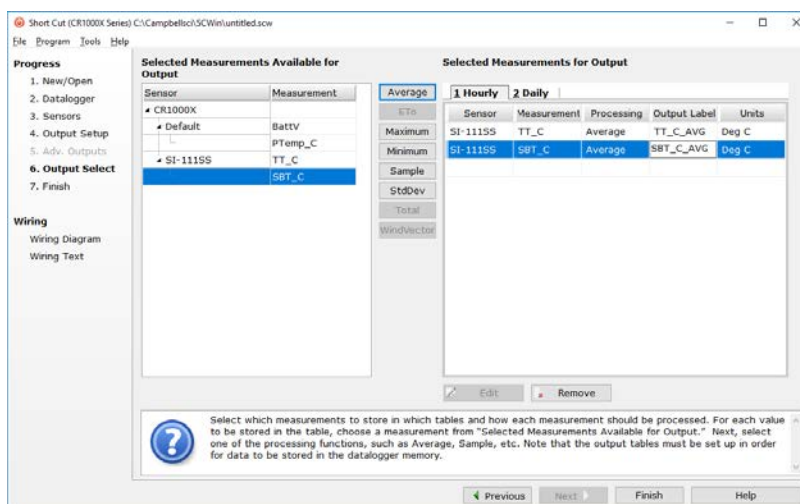 Short Cut (CR1000X Series) C:\Campbellsci\SCWin\untitled.scw
File Program Tools Help
Progress
1. New/Open
2. Datalogger
3. Sensors
4. Output Setup
5. Adv. Outputs
6. Output Select
7. Finish
Wiring
Wiring Diagram
Wiring Text
Selected Measurements Available for
Output
Sensor Measurement
CR1000X
Default BattV
PTemp_C
SI-111SS TT_C
SBT_C
Average
ETo
Maximum
Minimum
Sample
StdDev
Total
WindVector
Selected Measurements for Output
1 Hourly 2 Daily
Sensor Measurement Processing Output Label Units
SI-111SS TT_C Average TT_C_AVG Deg C
SI-111SS SBT_C Average SBT_C_AVG Deg C
Edit Remove
Select which measurements to store in which tables and how each measurement should be processed. For each value
to be stored in the table, choose a measurement from "Selected Measurements Available for Output." Next, select
one of the processing functions, such as Average, Sample, etc. Note that the output tables must be set up in order
for data to be stored in the datalogger memory.
Previous Next Finish Help